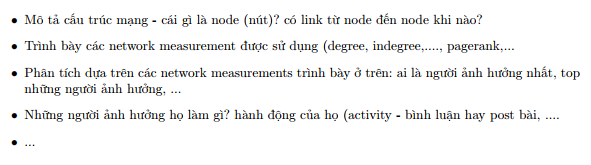 • Mô tả cấu trúc mạng - cái gì là node (nút)? có link từ node đến node khi nào?
• Trình bày các network measurement được sử dụng (degree, indegree,...., pagerank,...
• Phân tích dựa trên các network measurements trình bày ở trên: ai là người ảnh hưởng nhất, top
những người ảnh hưởng, ...
• Những người ảnh hưởng họ làm gì? hành động của họ (activity - bình luận hay post bài, ....
• ...